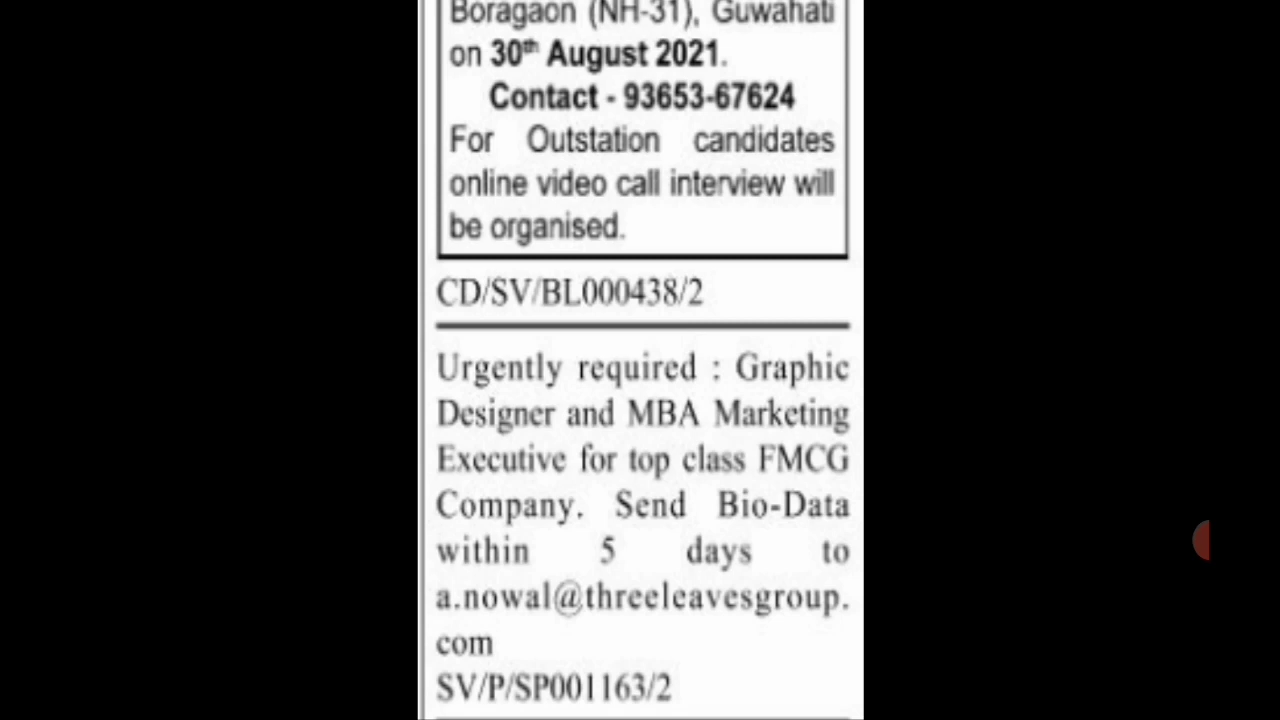 Boragaon (NH-31), Guwahati
on 30th August 2021.
Contact - 93653-67624
For Outstation candidates
online video call interview will
be organised.
CD/SV/BL000438/2
Urgently required : Graphic
Designer and MBA Marketing
Executive for top class FMCG
Company. Send Bio-Data
within 5 days to
a.nowal@threeleavesgroup.
com
SV/P/SP001163/2